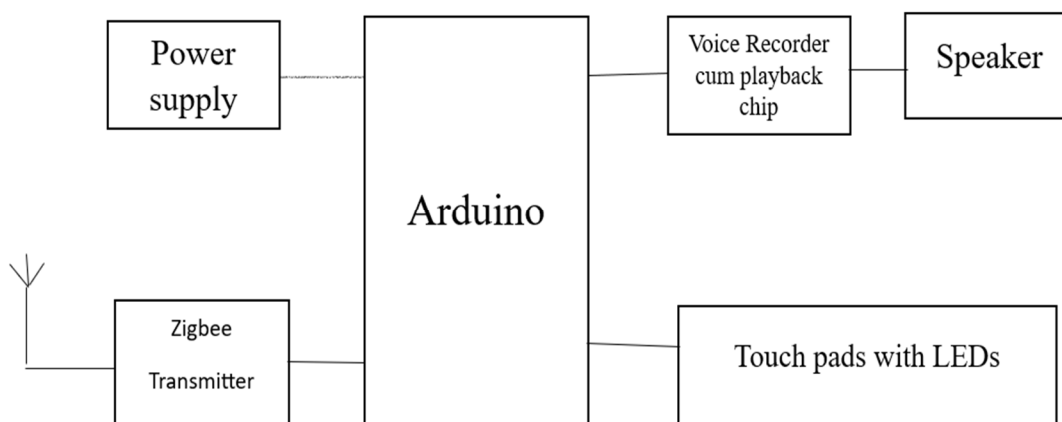 Power
supply
Arduino
Voice Recorder
cum playback
chip
Speaker
Zigbee
Transmitter
Touch pads with LEDs